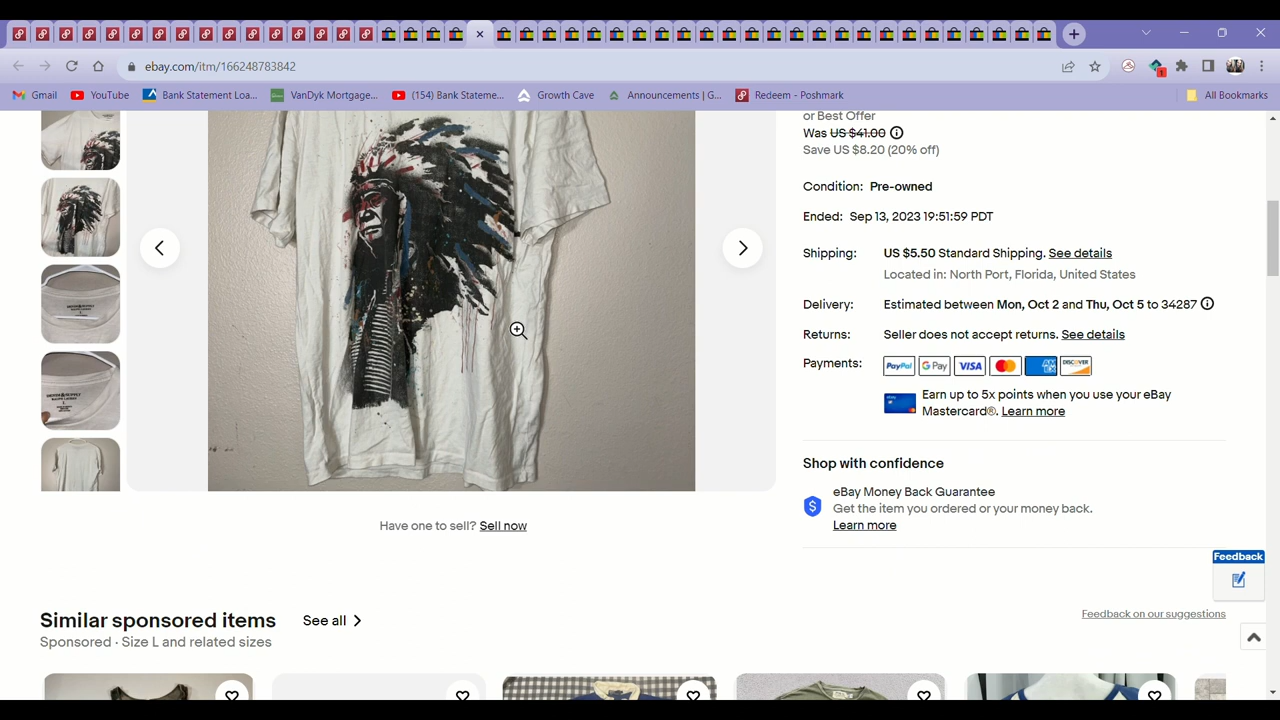 ebay.com/itm/166248783842
Gmail
YouTube
Bank Statement Loa...
VanDyk Mortgage...
(154) Bank Stateme...
Growth Cave
Announcements | G...
Redeem - Poshmark
All Bookmarks
or Best Offer
Was US $41.00
Save US $8.20 (20% off)
Condition: Pre-owned
Ended: Sep 13, 2023 19:51:59 PDT
Shipping: US $5.50 Standard Shipping. See details
Located in: North Port, Florida, United States
Delivery: Estimated between Mon, Oct 2 and Thu, Oct 5 to 34287
Returns: Seller does not accept returns. See details
Payments:
PayPal
G Pay
VISA
DISCOVER
Earn up to 5x points when you use your eBay
Mastercard®. Learn more
Shop with confidence
eBay Money Back Guarantee
Get the item you ordered or your money back.
Learn more
Have one to sell? Sell now
Feedback
Similar sponsored items
See all
Feedback on our suggestions
Sponsored · Size L and related sizes